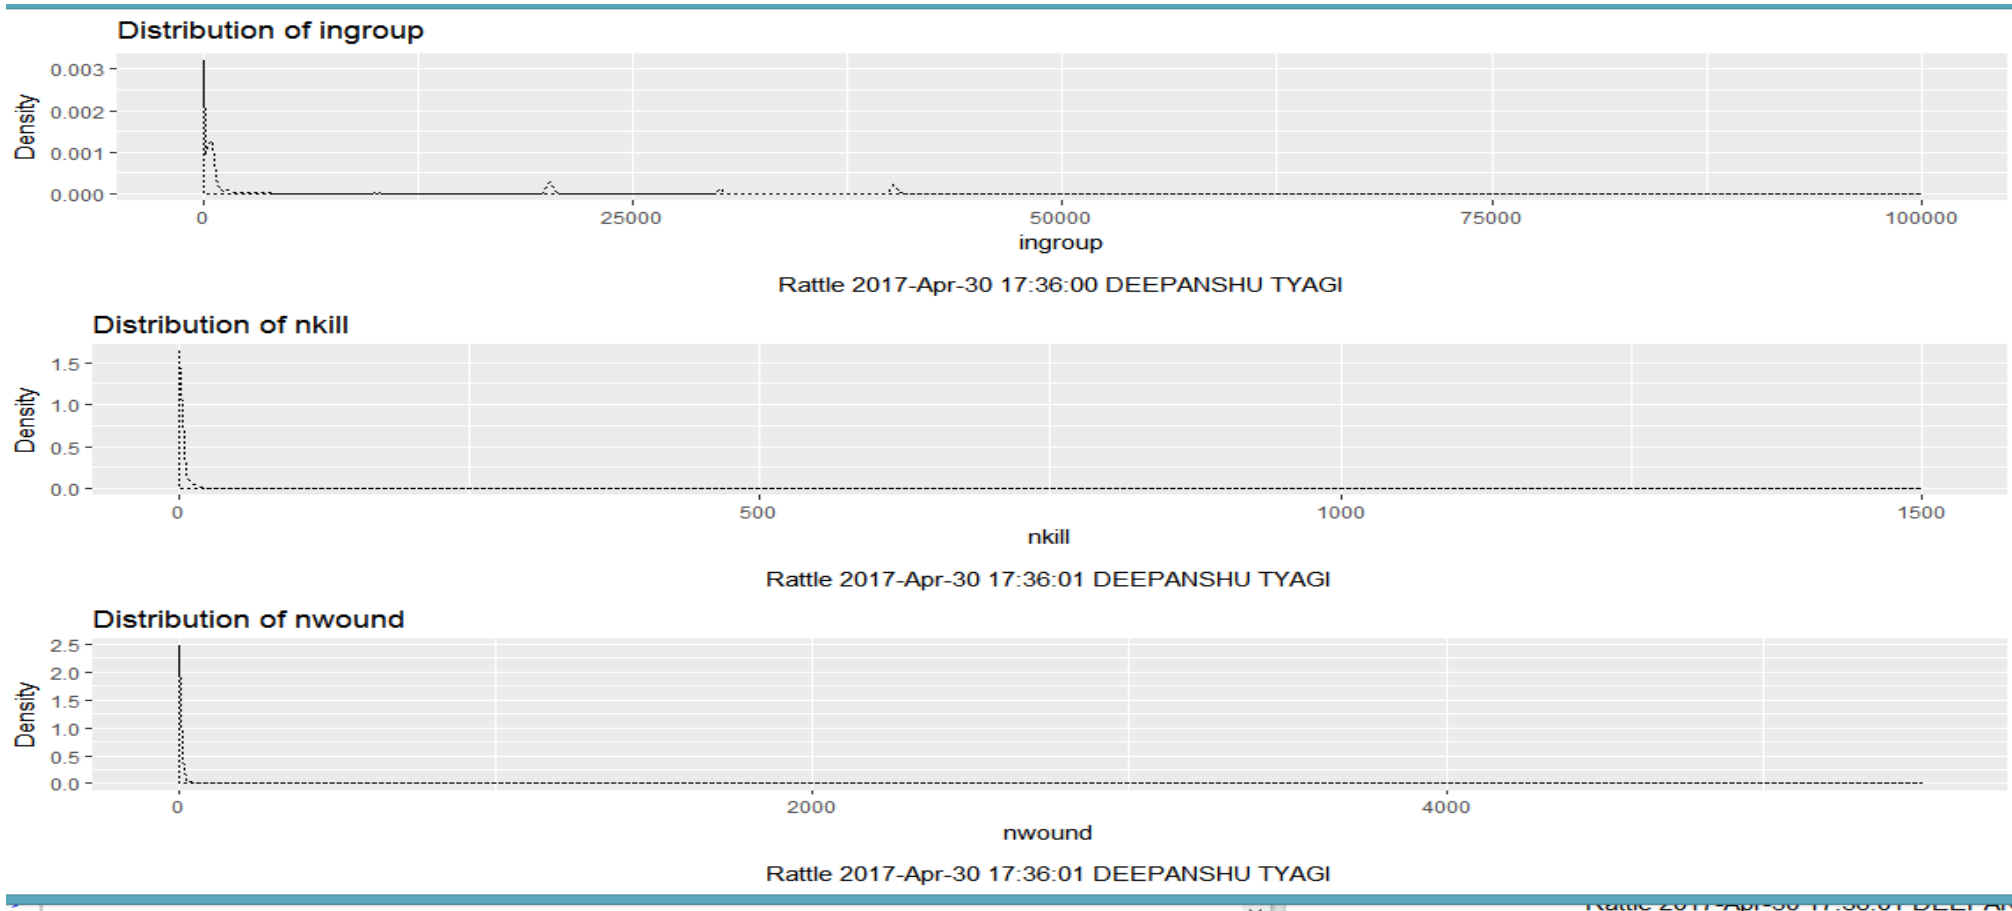 Distribution of ingroup
0.003
0.002
0.001
0.000
Density
0 25000 50000 75000 100000
ingroup
Rattle 2017-Apr-30 17:36:00 DEEPANSHU TYAGI
Distribution of nkill
1.5
1.0
0.5
0.0
Density
0 500 1000 1500
nkill
Rattle 2017-Apr-30 17:36:01 DEEPANSHU TYAGI
Distribution of nwound
2.5
2.0
1.5
1.0
0.5
0.0
Density
0 2000 4000
nwound
Rattle 2017-Apr-30 17:36:01 DEEPANSHU TYAGI